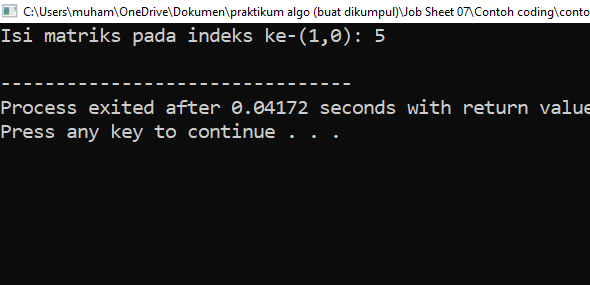 C:\Users\muham\OneDrive\Dokumen\praktikum algo (buat dikumpul)\Job Sheet 07\Contoh coding\conto
Isi matriks pada indeks ke-(1,0): 5
--------------------------------
Process exited after 0.04172 seconds with return value
Press any key to continue . . .